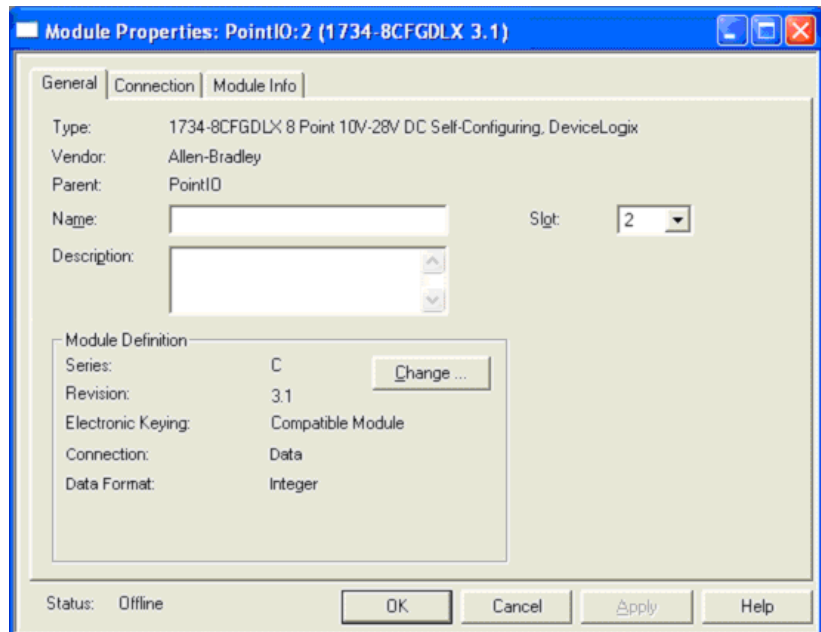 Module Properties: PointIO:2 (1734-8CFGDLX 3.1)
General Connection Module Info
Type: 1734-8CFGDLX 8 Point 10V-28V DC Self-Configuring, DeviceLogix
Vendor: Allen-Bradley
Parent: PointIO
Name: Slot: 2
Description:
Module Definition
Series: C Change ...
Revision: 3.1
Electronic Keying: Compatible Module
Connection: Data
Data Format: Integer
Status: Offline OK Cancel Apply Help